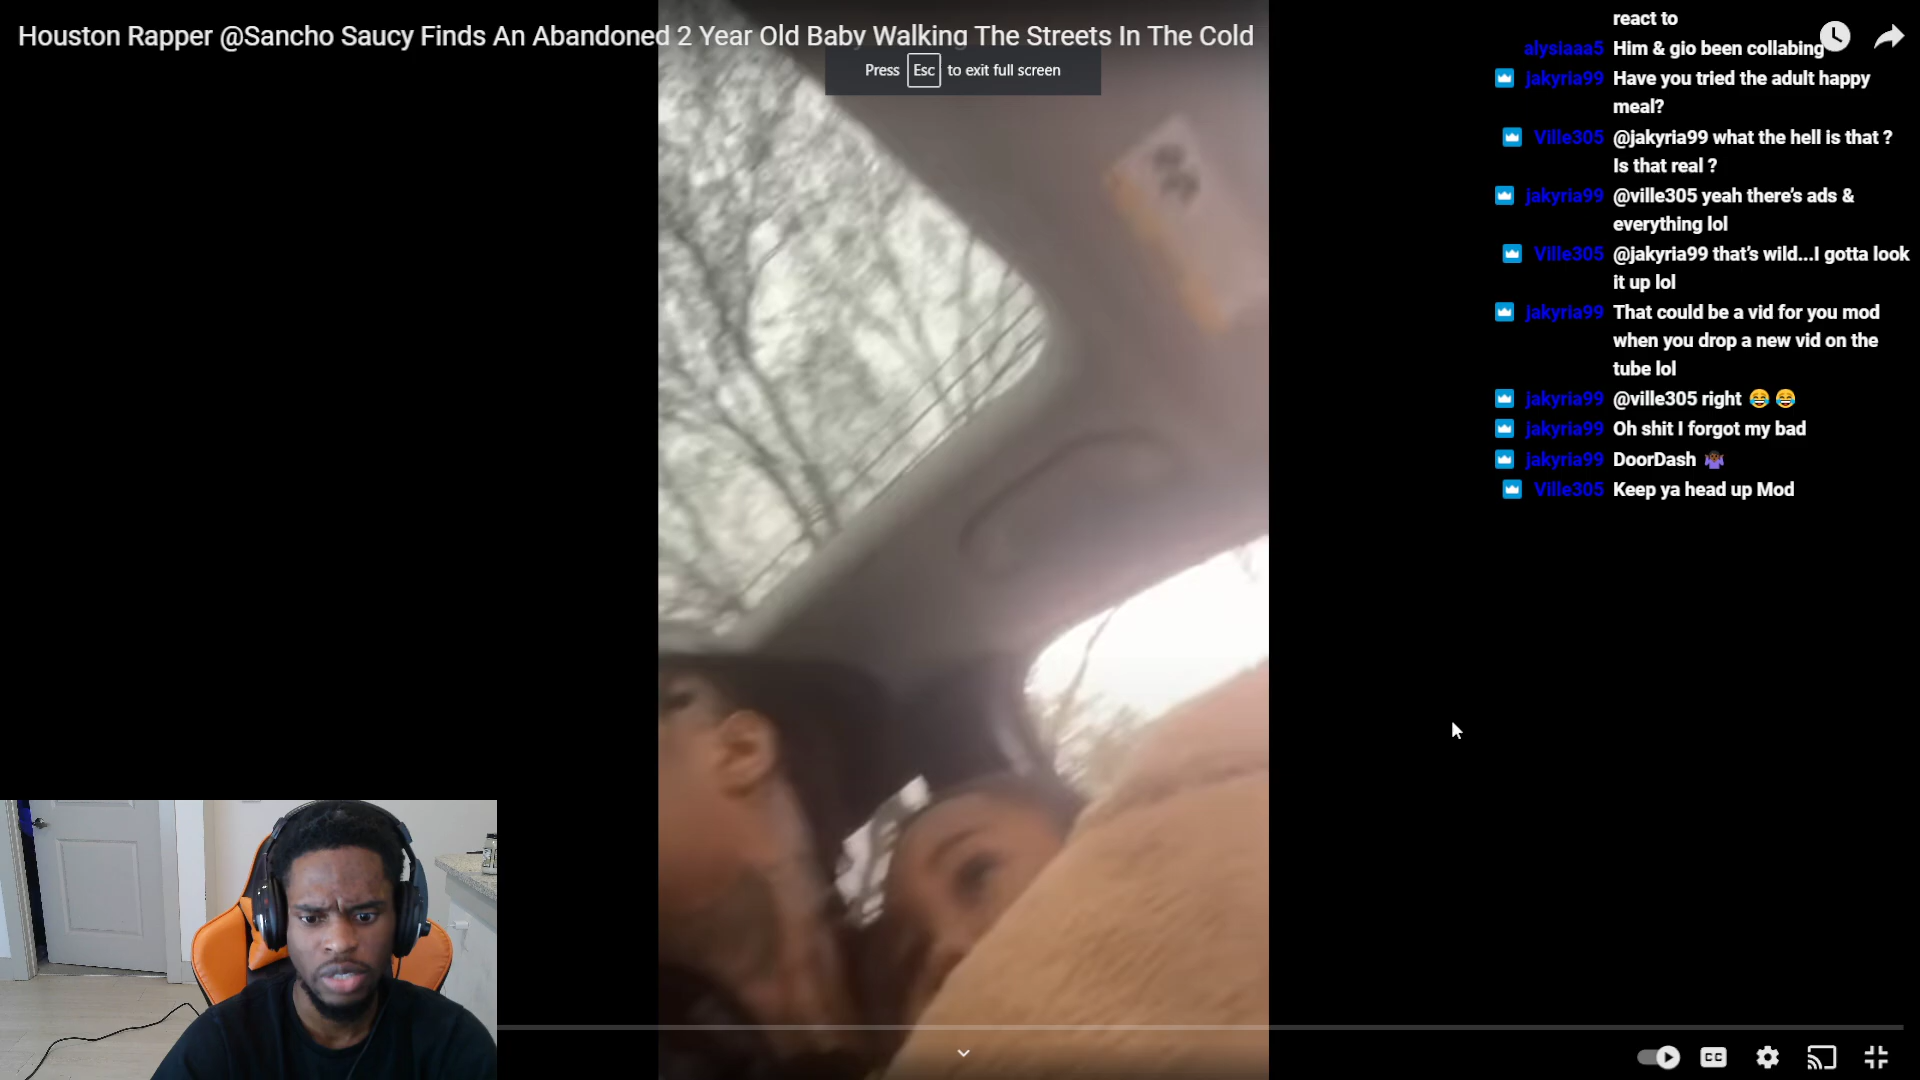 Houston Rapper @Sancho Saucy Finds An Abandoned 2 Year Old Baby Walking The Streets In The Cold
Press Esc to exit full screen
react to
alysiaaa5 Him & gio been collabing
jakyria99 Have you tried the adult happy
meal?
Ville305 @jakyria99 what the hell is that ?
Is that real ?
jakyria99 @ville305 yeah there's ads &
everything lol
Ville305 @jakyria99 that's wild...I gotta look
it up lol
jakyria99 That could be a vid for you mod
when you drop a new vid on the
tube lol
jakyria99 @ville305 right 😂 😂
jakyria99 Oh shit I forgot my bad
jakyria99 DoorDash 🤷🏾‍♀️
Ville305 Keep ya head up Mod
CC